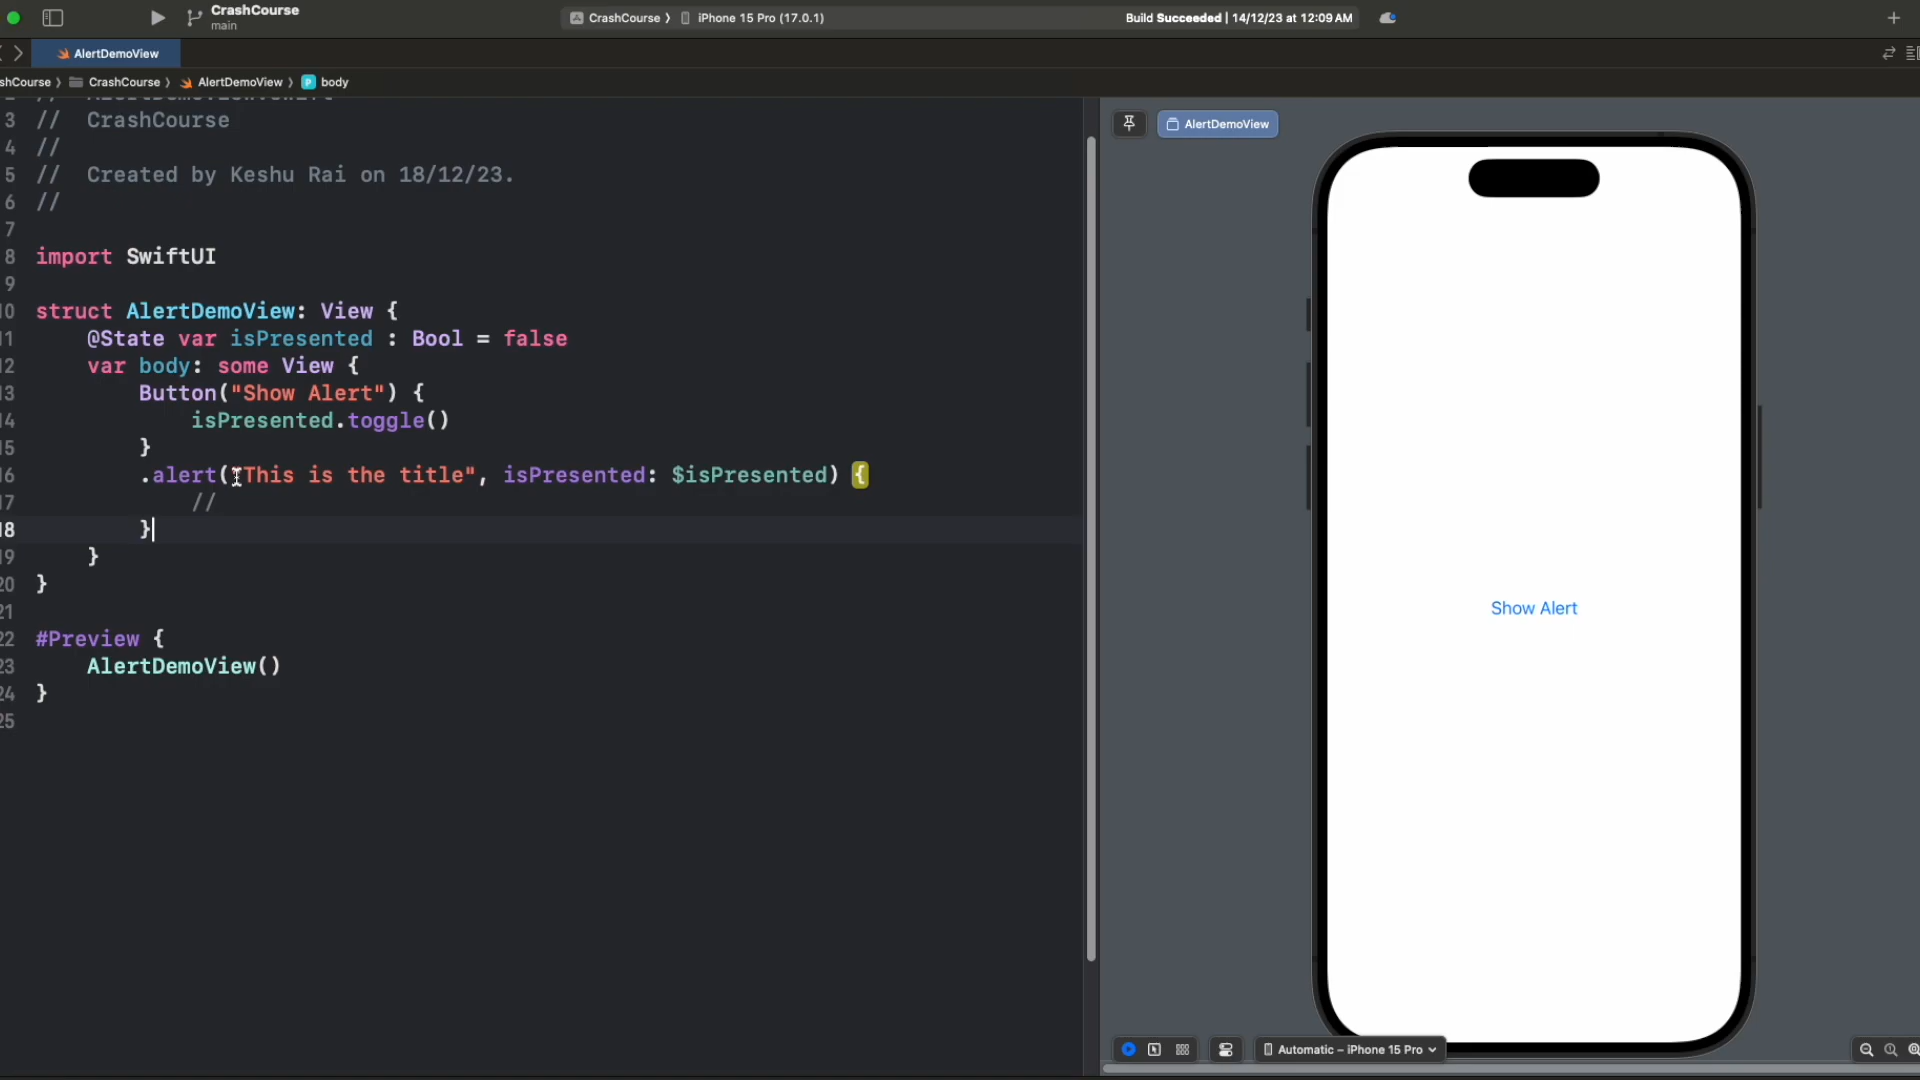 CrashCourse
main
CrashCourse 〉 iPhone 15 Pro (17.0.1)
Build Succeeded | 14/12/23 at 12:09 AM
AlertDemoView
shCourse 〉 CrashCourse 〉 AlertDemoView 〉 P body
3 //  CrashCourse
4 //
5 //  Created by Keshu Rai on 18/12/23.
6 //
7
8 import SwiftUI
9
10 struct AlertDemoView: View {
11     @State var isPresented : Bool = false
12     var body: some View {
13         Button("Show Alert") {
14             isPresented.toggle()
15         }
16         .alert("This is the title", isPresented: $isPresented) {
17             //
18         }
19     }
20 }
21
22 #Preview {
23     AlertDemoView()
24 }
25
AlertDemoView
Show Alert
Automatic – iPhone 15 Pro